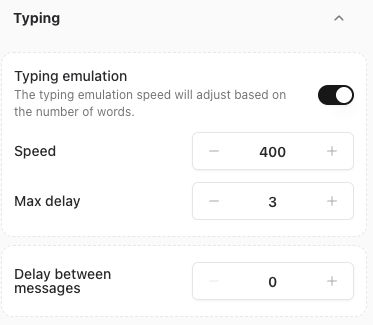 Typing
Typing emulation
The typing emulation speed will adjust based on
the number of words.
Speed
− 400 +
Max delay
− 3 +
Delay between
messages
− 0 +